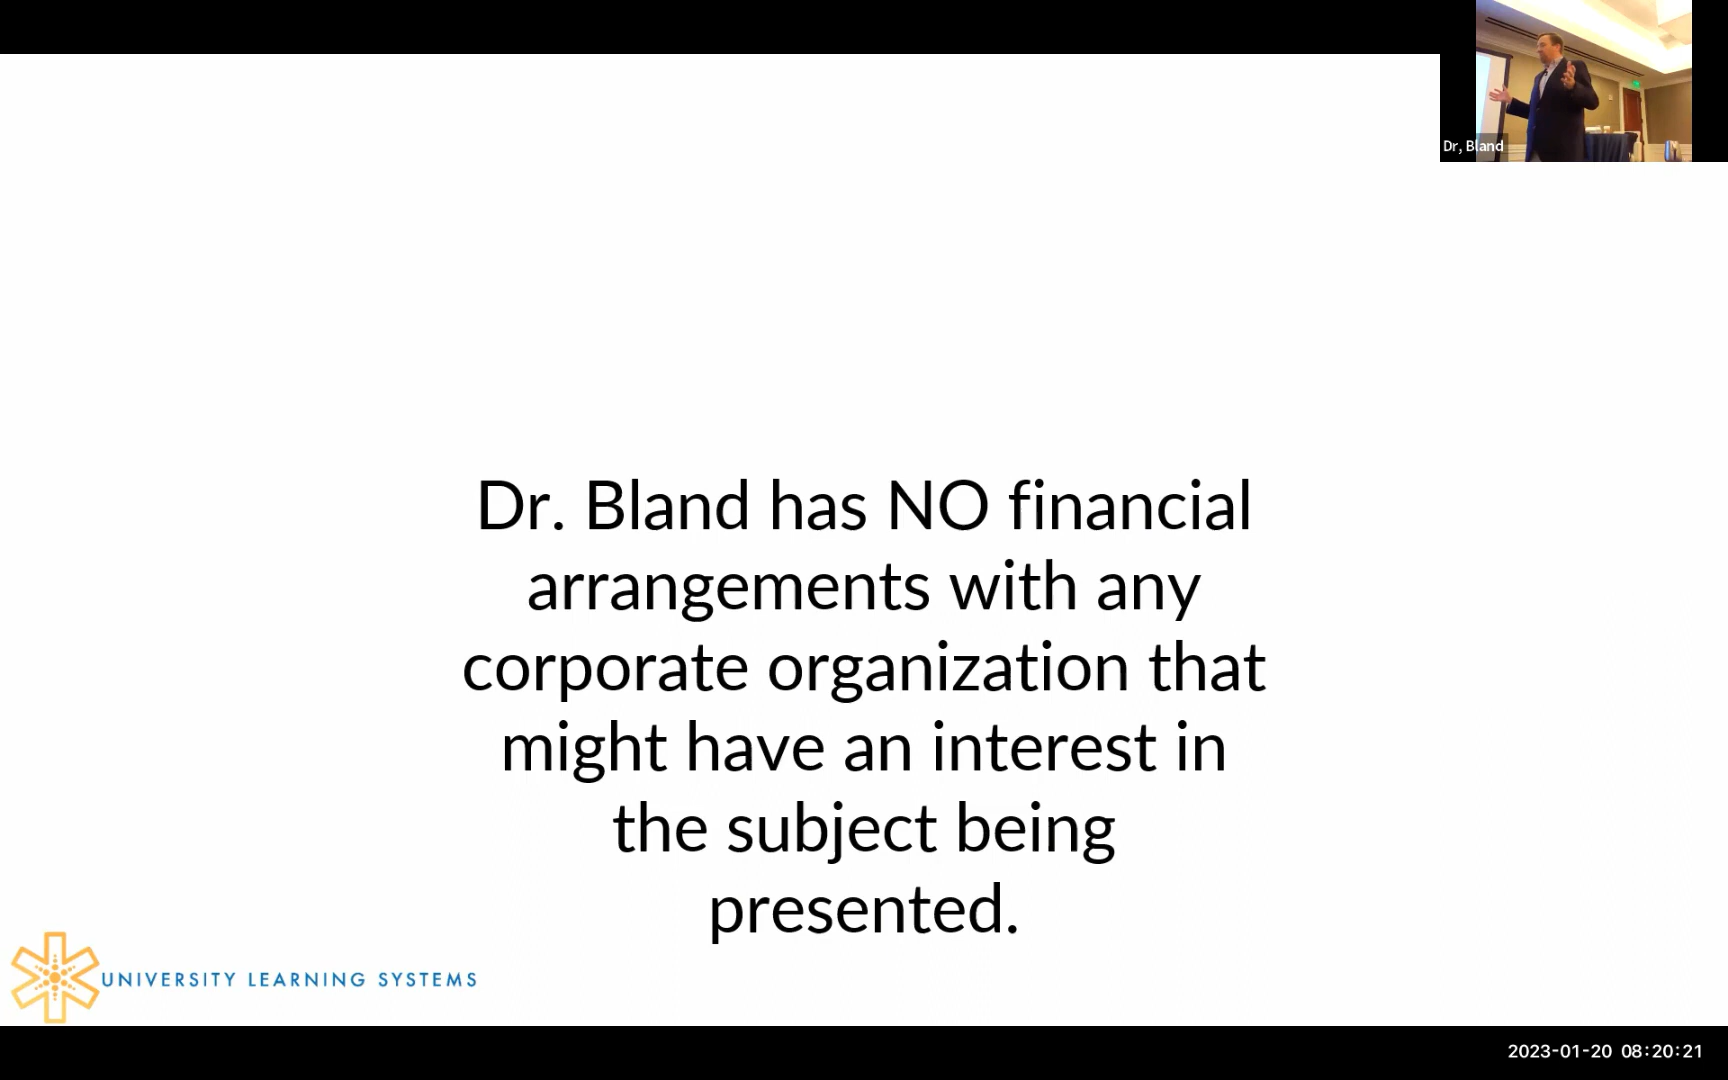 Dr, Bland
Dr. Bland has NO financial
arrangements with any
corporate organization that
might have an interest in
the subject being
presented.
UNIVERSITY LEARNING SYSTEMS
2023-01-20 08:20:21